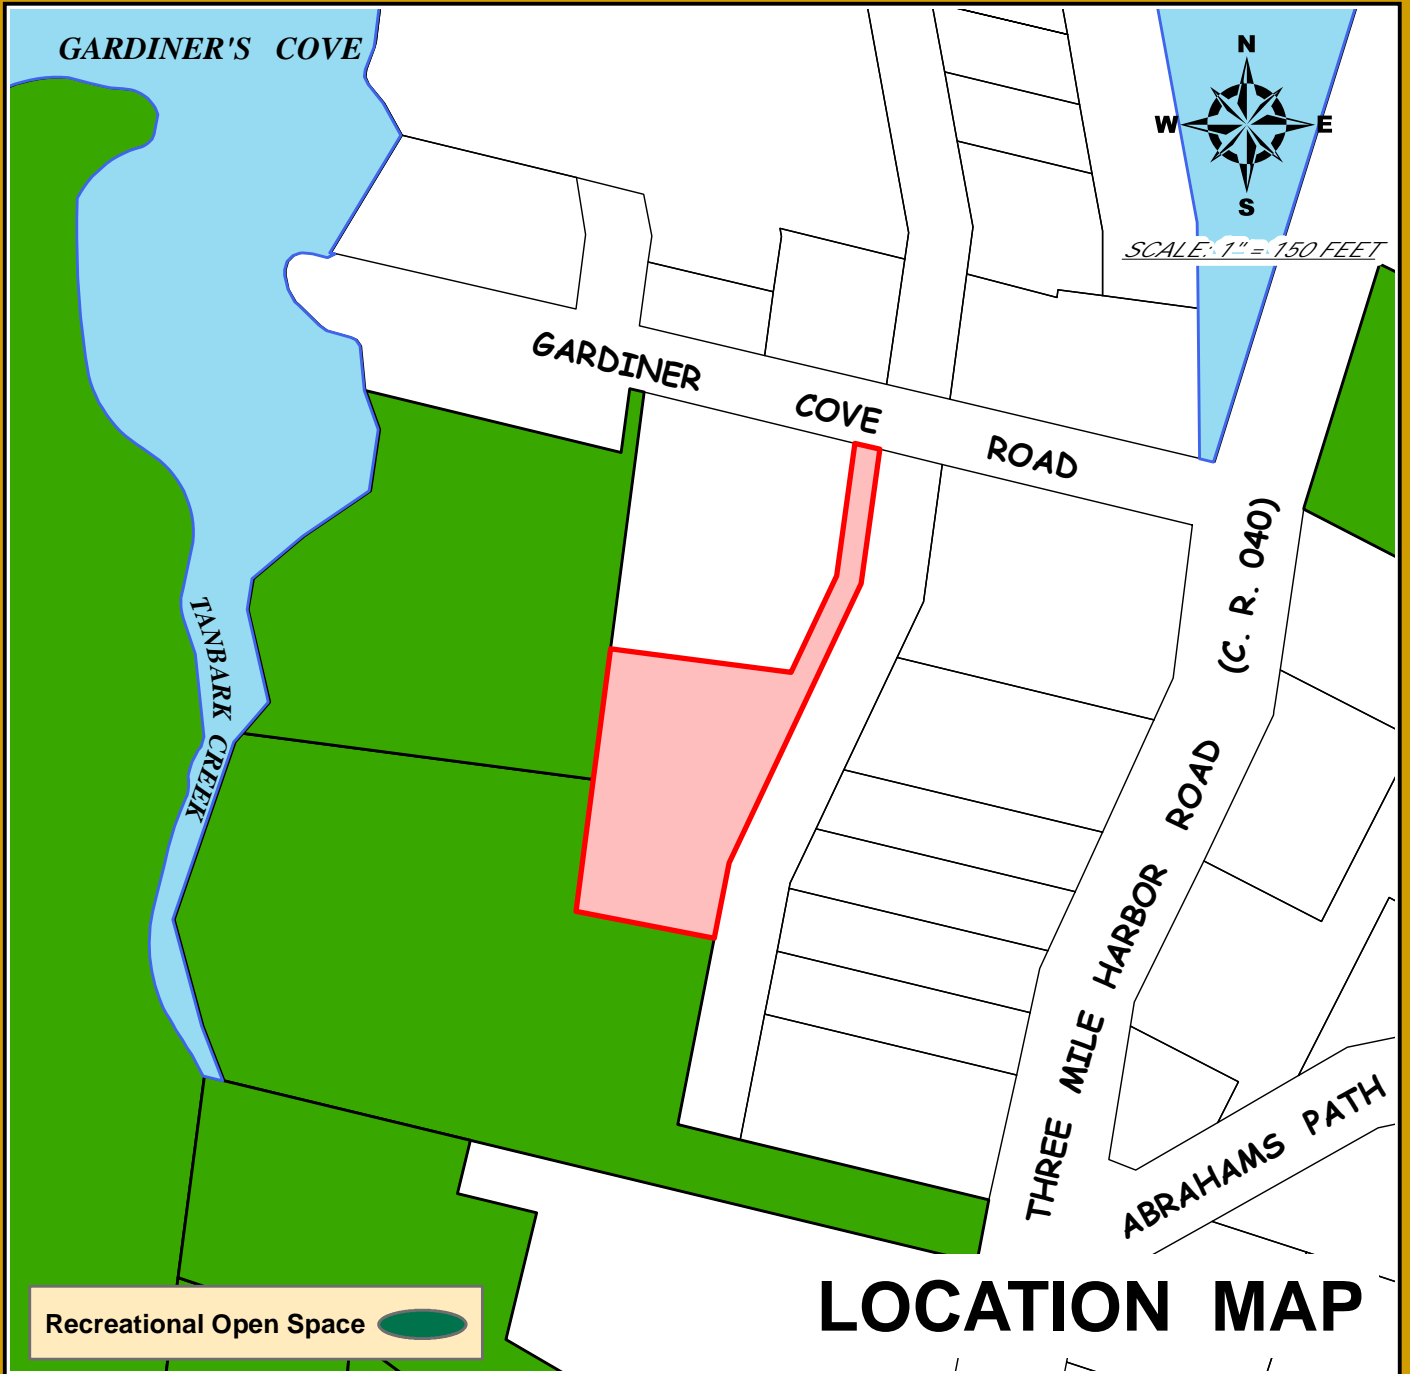 GARDINER'S COVE
N
W E
S
SCALE: 1" = 150 FEET
GARDINER COVE ROAD
(C. R. 040)
TANBARK CREEK
THREE MILE HARBOR ROAD
ABRAHAMS PATH
Recreational Open Space
LOCATION MAP